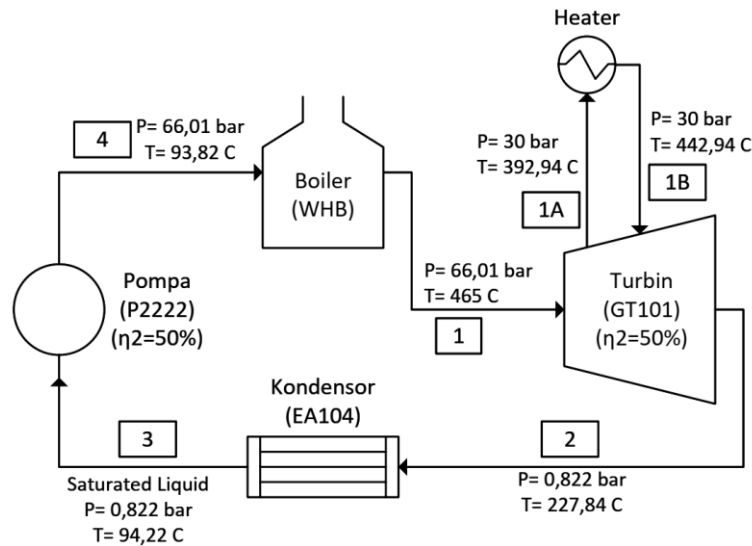 Heater
4
P= 66,01 bar
T= 93,82 C
Boiler
(WHB)
P= 30 bar
T= 392,94 C
1A
P= 30 bar
T= 442,94 C
1B
Pompa
(P2222)
(η2=50%)
P= 66,01 bar
T= 465 C
1
Turbin
(GT101)
(η2=50%)
Kondensor
(EA104)
3
Saturated Liquid
P= 0,822 bar
T= 94,22 C
2
P= 0,822 bar
T= 227,84 C